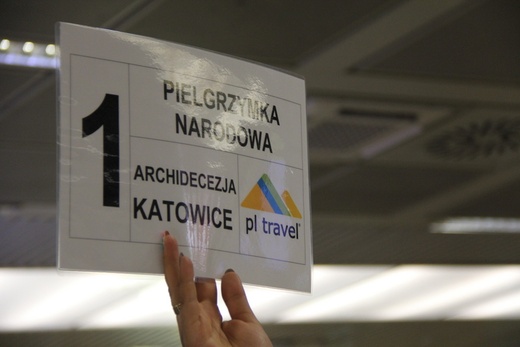 1
PIELGRZYMKA
NARODOWA
ARCHIDECEZJA
KATOWICE
pl travel